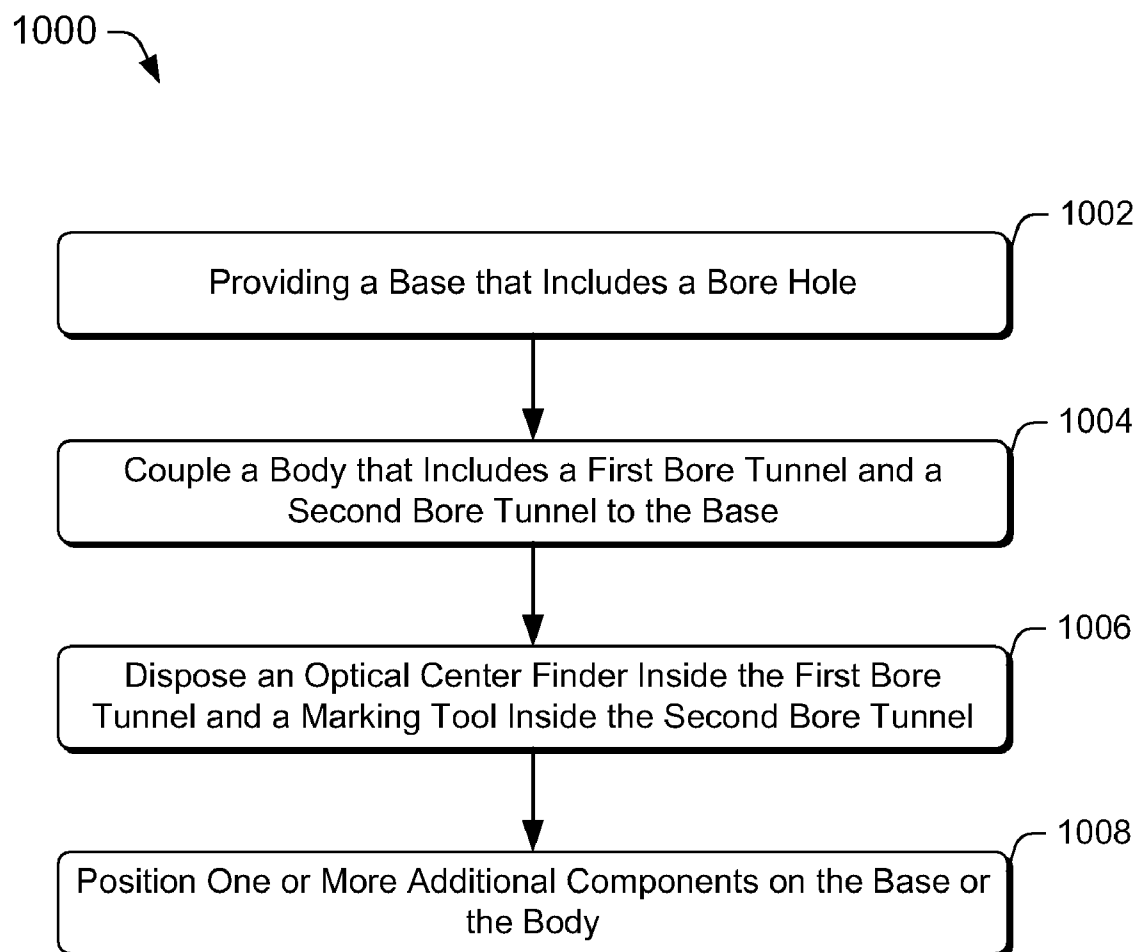 1000
1002
Providing a Base that Includes a Bore Hole
1004
Couple a Body that Includes a First Bore Tunnel and a
Second Bore Tunnel to the Base
1006
Dispose an Optical Center Finder Inside the First Bore
Tunnel and a Marking Tool Inside the Second Bore Tunnel
1008
Position One or More Additional Components on the Base or
the Body